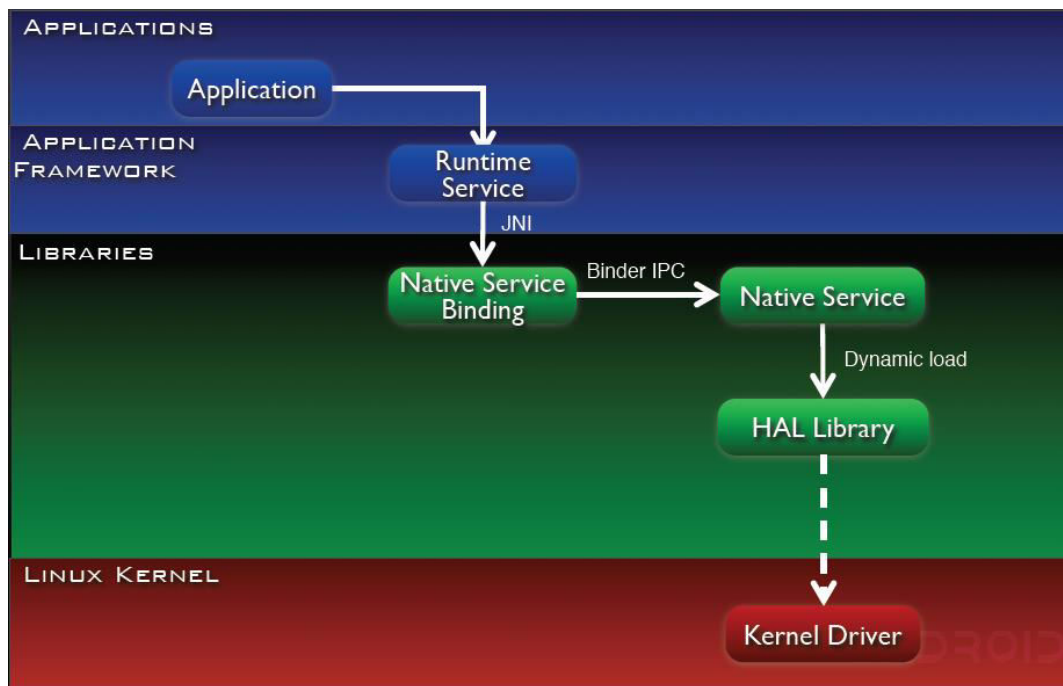 APPLICATIONS
Application
APPLICATION
FRAMEWORK
Runtime
Service
JNI
LIBRARIES
Native Service
Binding
Binder IPC
Native Service
Dynamic load
HAL Library
LINUX KERNEL
Kernel Driver
DROID